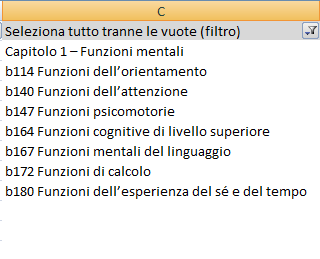 C
Seleziona tutto tranne le vuote (filtro)
Capitolo 1 – Funzioni mentali
b114 Funzioni dell’orientamento
b140 Funzioni dell’attenzione
b147 Funzioni psicomotorie
b164 Funzioni cognitive di livello superiore
b167 Funzioni mentali del linguaggio
b172 Funzioni di calcolo
b180 Funzioni dell’esperienza del sé e del tempo